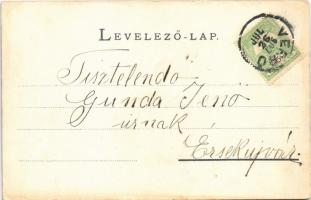 LEVELEZŐ-LAP.
Tisztelendő
Gunda Jenő
úrnak
Érsekujvár.